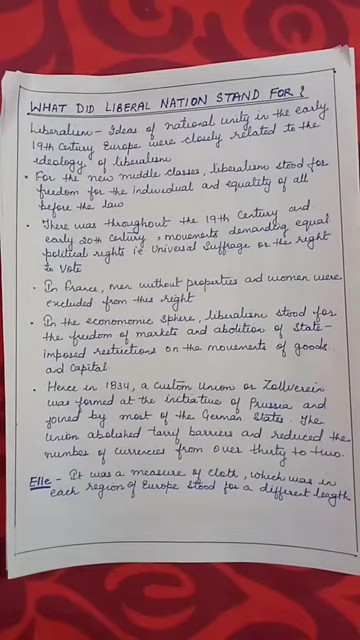 WHAT DID LIBERAL NATION STAND FOR?
Liberalism - Ideas of national unity in the early
19th Century Europe were closely related to the
ideology of liberalism
• For the new middle classes, liberalism stood for
freedom for the individual and equality of all
before the law
• There was throughout the 19th Century and
early 20th Century, movements demanding equal
political rights i.e Universal Suffrage or the right
to Vote
• In France, men without properties and women were
excluded from this right
• In the economomic sphere, liberalism stood for
the freedom of markets and abolition of State-
imposed restrictions on the movements of goods
and capital.
• Hence in 1834, a Custom Union or Zollverein
was formed at the initiative of Prussia and
joined by most of the German States. The
Union abolished tarry barriers and reduced the
number of currencies from over thirty to two.
Elle - It was a measure of cloth, which was in
each region of Europe stood for a different length